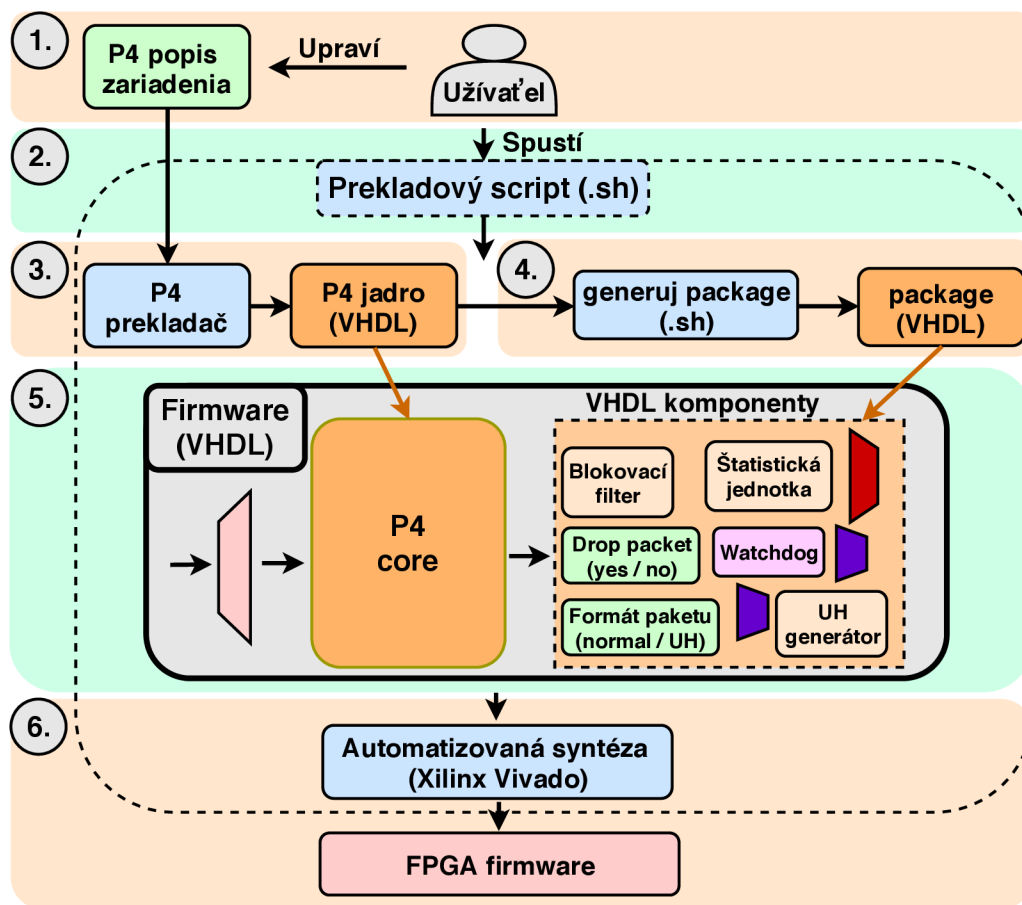 1.
P4 popis
zariadenia
Upraví
Užívateľ
2.
Spustí
Prekladový script (.sh)
3.
P4
prekladač
P4 jadro
(VHDL)
4.
generuj package
(.sh)
package
(VHDL)
5.
Firmware
(VHDL)
P4
core
VHDL komponenty
Blokovací
filter
Štatistická
jednotka
Drop packet
(yes / no)
Watchdog
Formát paketu
(normal / UH)
UH
generátor
6.
Automatizovaná syntéza
(Xilinx Vivado)
FPGA firmware